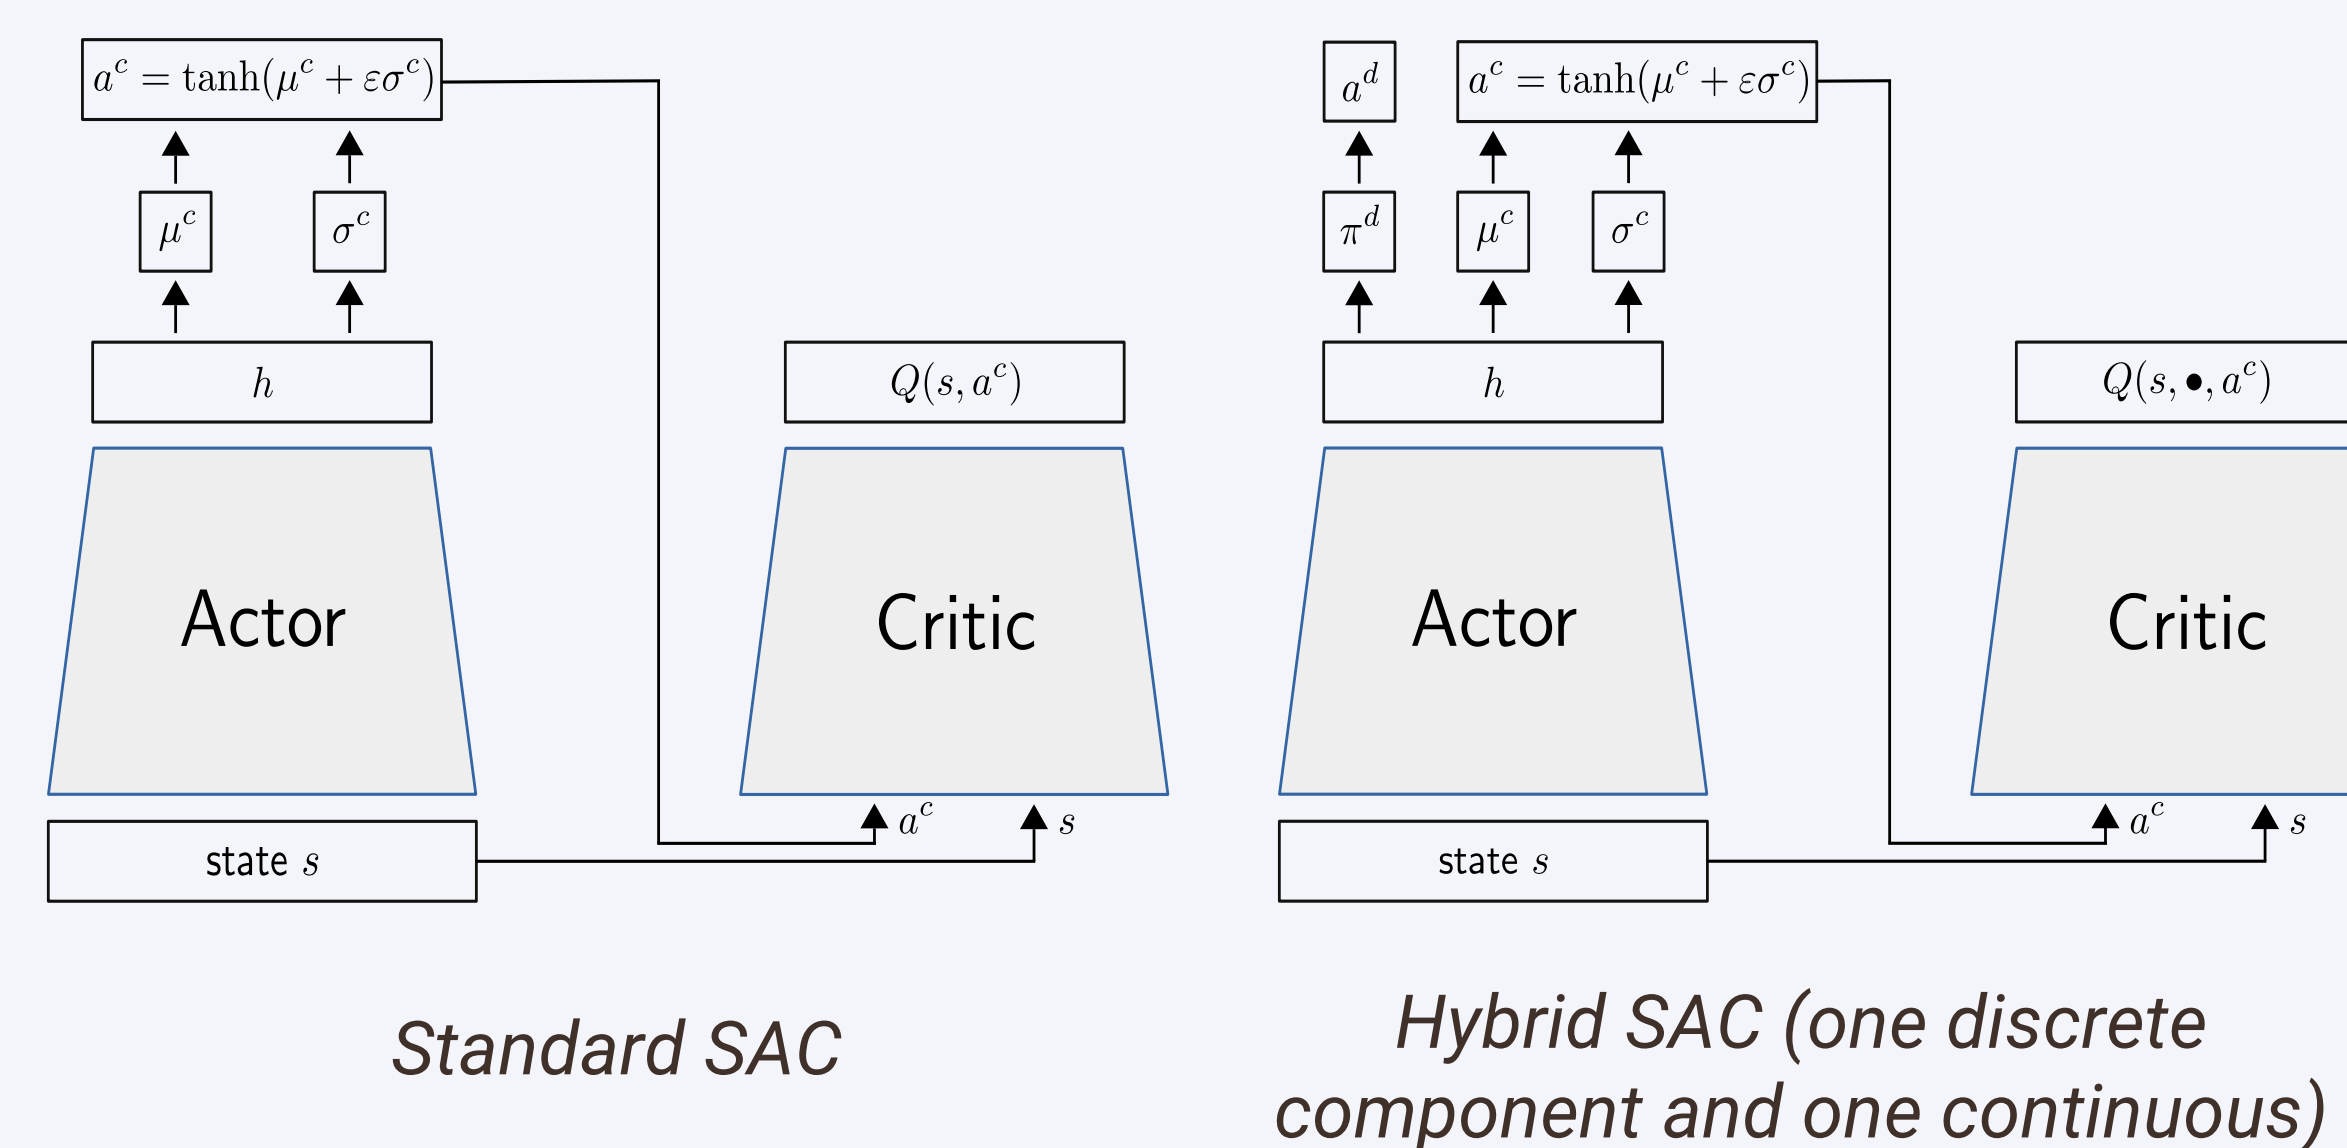 a^c = tanh(μ^c + εσ^c)
μ^c σ^c
h
Q(s, a^c)
Actor
Critic
a^c s
state s
Standard SAC
a^d a^c = tanh(μ^c + εσ^c)
π^d μ^c σ^c
h
Q(s, •, a^c)
Actor
Critic
a^c s
state s
Hybrid SAC (one discrete
component and one continuous)